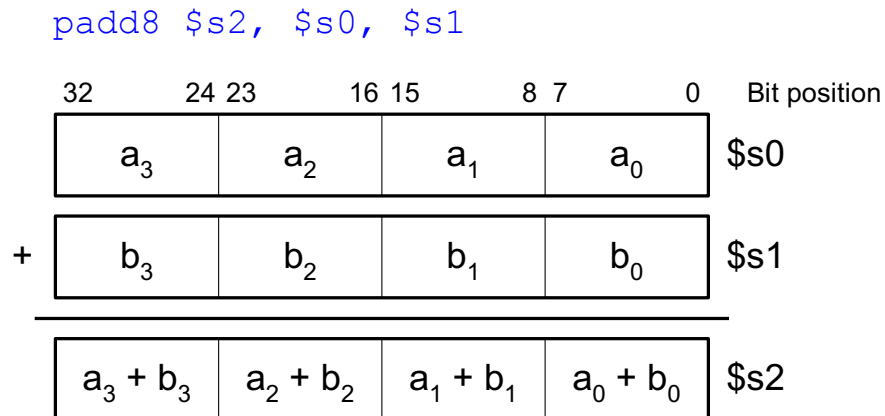 padd8 $s2, $s0, $s1
32 24 23 16 15 8 7 0 Bit position
a₃ a₂ a₁ a₀ $s0
+ b₃ b₂ b₁ b₀ $s1
a₃ + b₃ a₂ + b₂ a₁ + b₁ a₀ + b₀ $s2